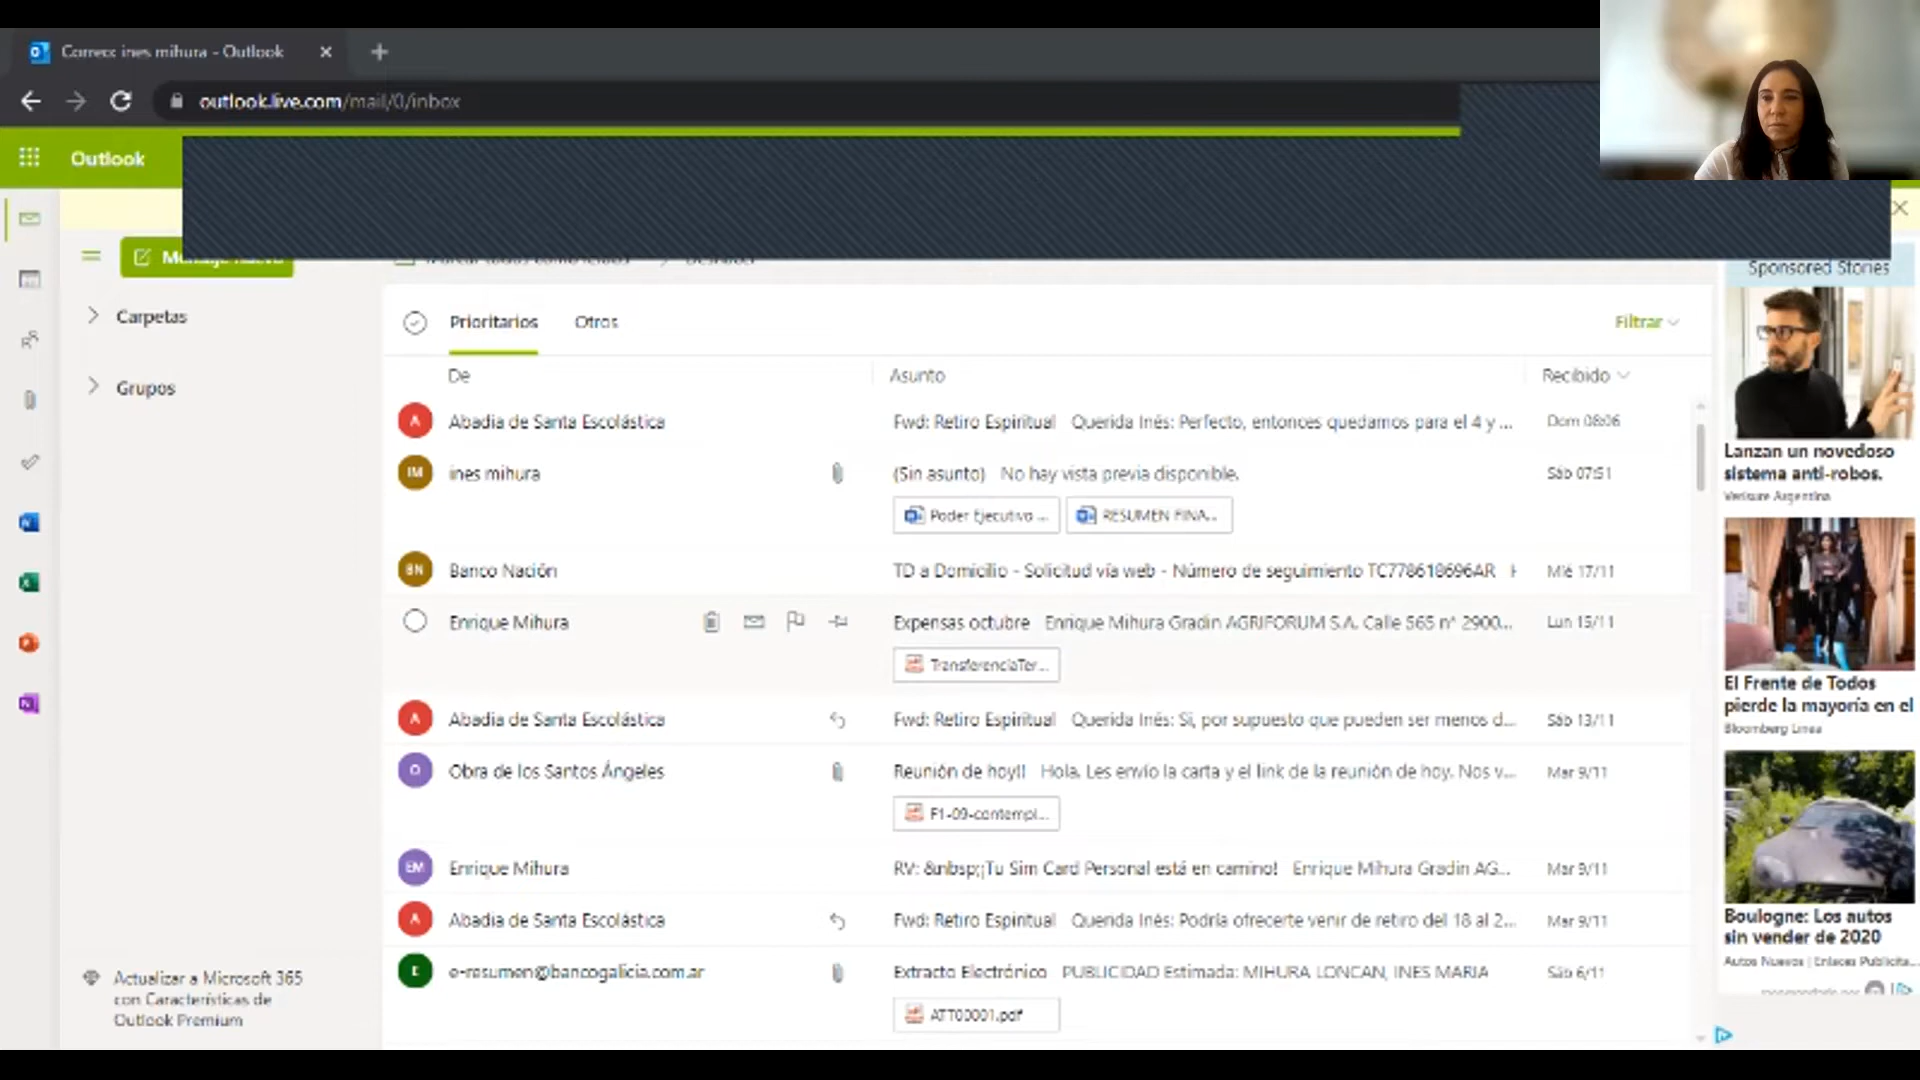 Correo: ines mihura - Outlook
outlook.live.com/mail/0/inbox
Outlook
Sponsored Stories
Carpetas
Grupos
Prioritarios Otros Filtrar
De Asunto Recibido
Abadia de Santa Escolástica Fwd: Retiro Espiritual Querida Inés: Perfecto, entonces quedamos para el 4 y ... Dom 08:06
ines mihura (Sin asunto) No hay vista previa disponible. Sáb 07:51
Poder Ejecutivo ... RESUMEN FINA...
BN Banco Nación TD a Domicilio - Solicitud vía web - Número de seguimiento TC778618696AR Mié 17/11
Enrique Mihura Expensas octubre Enrique Mihura Gradin AGRIFORUM S.A. Calle 565 n° 2900... Lun 15/11
TransferenciaTer...
A Abadia de Santa Escolástica Fwd: Retiro Espiritual Querida Inés: Si, por supuesto que pueden ser menos d... Sáb 13/11
O Obra de los Santos Ángeles Reunión de hoy!! Hola. Les envío la carta y el link de la reunión de hoy. Nos v... Mar 9/11
F1-09-contempl...
EM Enrique Mihura RV: &nbsp;¡Tu Sim Card Personal está en camino! Enrique Mihura Gradin AG... Mar 9/11
A Abadia de Santa Escolástica Fwd: Retiro Espiritual Querida Inés: Podría ofrecerte venir de retiro del 18 al 2... Mar 9/11
E e-resumen@bancogalicia.com.ar Extracto Electrónico PUBLICIDAD Estimada: MIHURA LONCAN, INES MARIA Sáb 6/11
ATT00001.pdf
Actualizar a Microsoft 365
con Características de
Outlook Premium
Lanzan un novedoso
sistema anti-robos.
Verisure Argentina
El Frente de Todos
pierde la mayoría en el
Bloomberg Linea
Boulogne: Los autos
sin vender de 2020
Autos Nuevos | Enlaces Publicita...